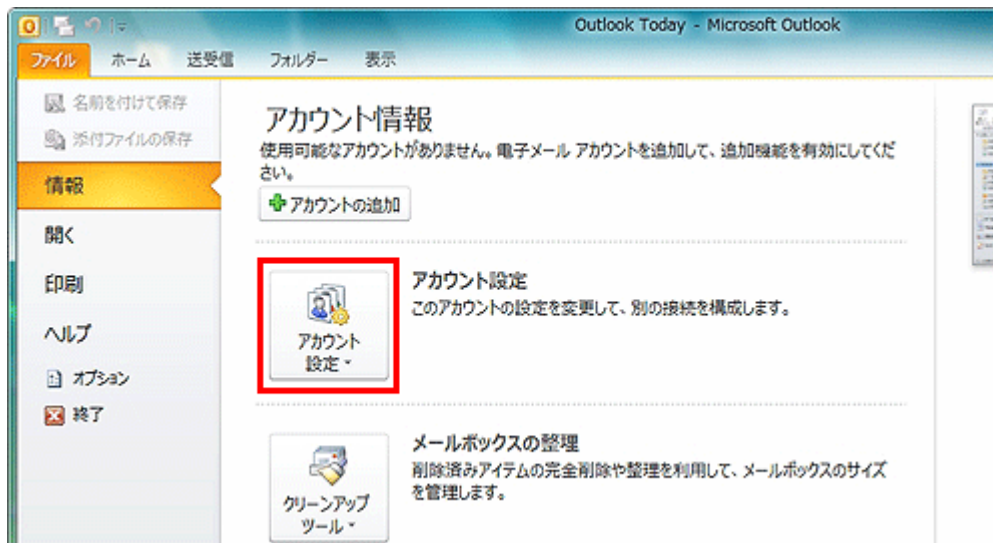 Outlook Today - Microsoft Outlook
ファイル ホーム 送受信 フォルダー 表示
名前を付けて保存
添付ファイルの保存
情報
開く
印刷
ヘルプ
オプション
終了
アカウント情報
使用可能なアカウントがありません。電子メール アカウントを追加して、追加機能を有効にしてくだ
さい。
アカウントの追加
アカウント
設定
アカウント設定
このアカウントの設定を変更して、別の接続を構成します。
クリーンアップ
ツール
メールボックスの整理
削除済みアイテムの完全削除や整理を利用して、メールボックスのサイズ
を管理します。